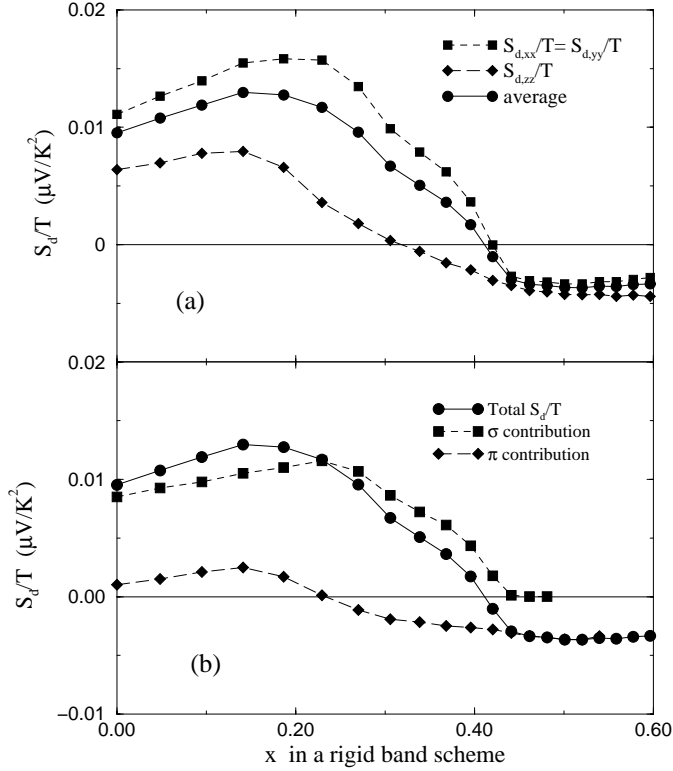 0.02
S_d,xx/T= S_d,yy/T
S_d,zz/T
average
0.01
S_d/T (μV/K²)
0
(a)
0.02
Total S_d/T
σ contribution
π contribution
0.01
S_d/T (μV/K²)
0.00
(b)
−0.01
0.00 0.20 0.40 0.60
x in a rigid band scheme